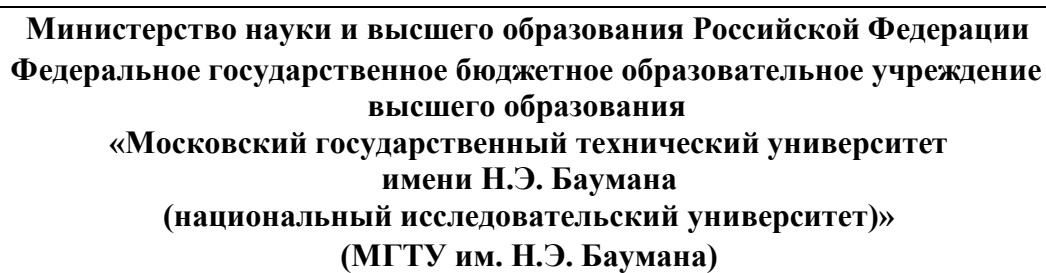 Министерство науки и высшего образования Российской Федерации
Федеральное государственное бюджетное образовательное учреждение
высшего образования
«Московский государственный технический университет
имени Н.Э. Баумана
(национальный исследовательский университет)»
(МГТУ им. Н.Э. Баумана)